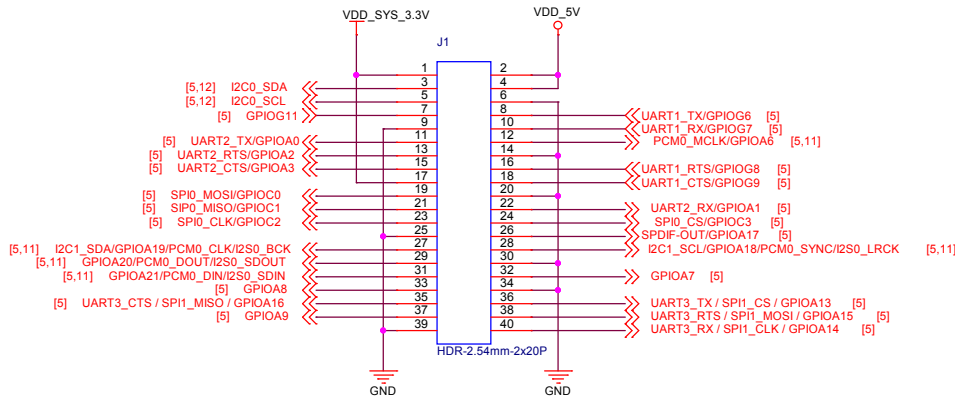 VDD_SYS_3.3V VDD_5V
J1
1 2
[5,12] I2C0_SDA 3 4
[5,12] I2C0_SCL 5 6
[5] GPIOG11 7 8 UART1_TX/GPIOG6 [5]
9 10 UART1_RX/GPIOG7 [5]
[5] UART2_TX/GPIOA0 11 12 PCM0_MCLK/GPIOA6 [5,11]
[5] UART2_RTS/GPIOA2 13 14
[5] UART2_CTS/GPIOA3 15 16 UART1_RTS/GPIOG8 [5]
17 18 UART1_CTS/GPIOG9 [5]
[5] SPI0_MOSI/GPIOC0 19 20
[5] SIP0_MISO/GPIOC1 21 22 UART2_RX/GPIOA1 [5]
[5] SPI0_CLK/GPIOC2 23 24 SPI0_CS/GPIOC3 [5]
25 26 SPDIF-OUT/GPIOA17 [5]
[5,11] I2C1_SDA/GPIOA19/PCM0_CLK/I2S0_BCK 27 28 I2C1_SCL/GPIOA18/PCM0_SYNC/I2S0_LRCK [5,11]
[5,11] GPIOA20/PCM0_DOUT/I2S0_SDOUT 29 30
[5,11] GPIOA21/PCM0_DIN/I2S0_SDIN 31 32 GPIOA7 [5]
[5] GPIOA8 33 34
[5] UART3_CTS / SPI1_MISO / GPIOA16 35 36 UART3_TX / SPI1_CS / GPIOA13 [5]
[5] GPIOA9 37 38 UART3_RTS / SPI1_MOSI / GPIOA15 [5]
39 40 UART3_RX / SPI1_CLK / GPIOA14 [5]
HDR-2.54mm-2x20P
GND GND